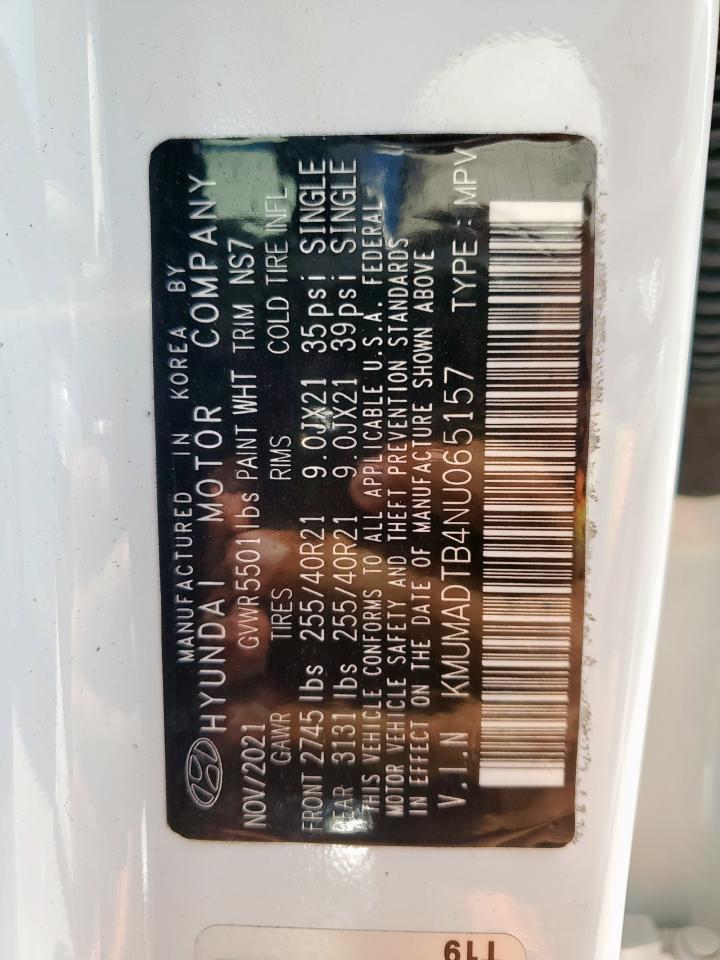 MANUFACTURED IN KOREA BY
HYUNDAI MOTOR COMPANY
NOV/2021 GVWR 5501 lbs PAINT WHT TRIM NS7
GAWR TIRES RIMS COLD TIRE INFL
FRONT 2745 lbs 255/40R21 9.0JX21 35psi SINGLE
REAR 3131 lbs 255/40R21 9.0JX21 39psi SINGLE
THIS VEHICLE CONFORMS TO ALL APPLICABLE U.S.A. FEDERAL
MOTOR VEHICLE SAFETY AND THEFT PREVENTION STANDARDS
IN EFFECT ON THE DATE OF MANUFACTURE SHOWN ABOVE
V.I.N KMUMADTB4NU065157 TYPE : MPV
T19